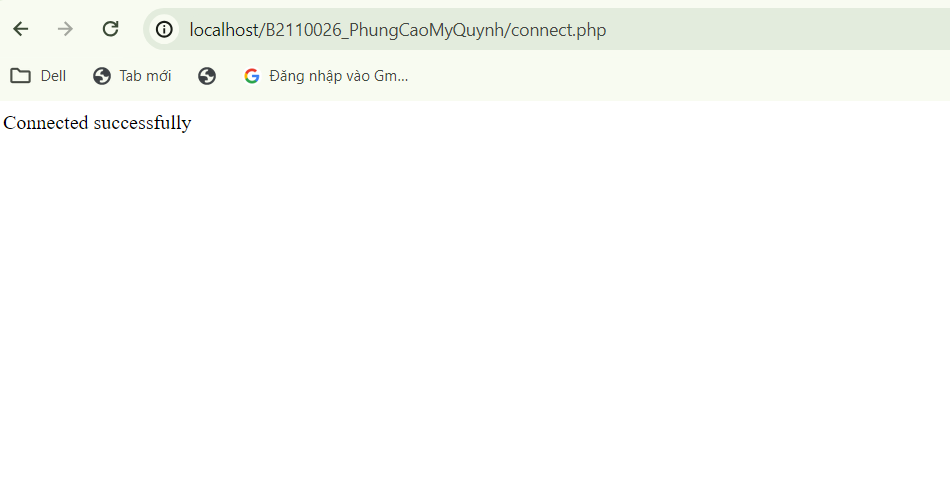 localhost/B2110026_PhungCaoMyQuynh/connect.php
Dell Tab mới Đăng nhập vào Gm...
Connected successfully